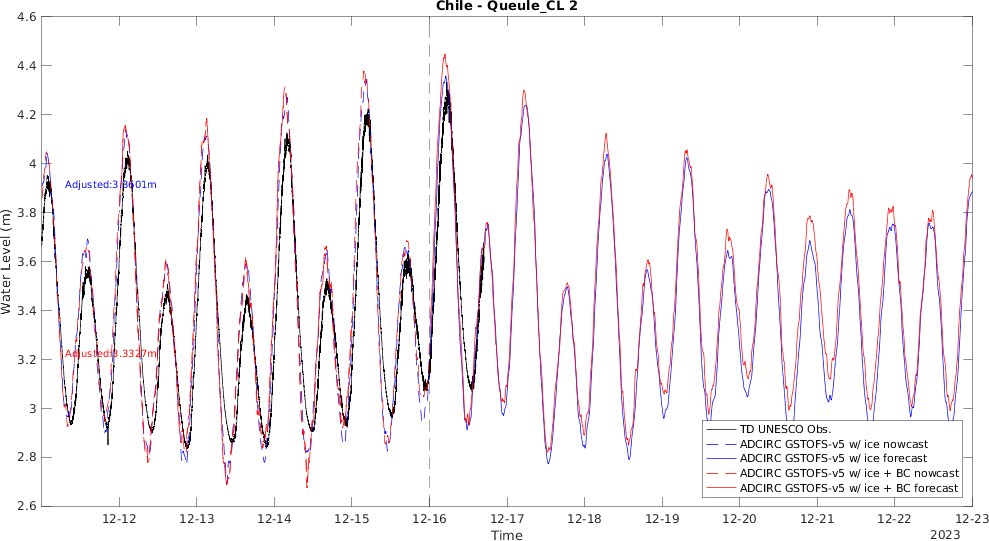 Chile - Queule_CL 2
4.6
4.4
4.2
4
3.8
3.6
3.4
3.2
3
2.8
2.6
Water Level (m)
Adjusted:3.3327m
12-12
12-13
12-14
12-15
12-16
12-17
12-18
12-19
12-20
12-21
12-22
12-23
Time
2023
TD UNESCO Obs.
ADCIRC GSTOFS-v5 w/ ice nowcast
ADCIRC GSTOFS-v5 w/ ice forecast
ADCIRC GSTOFS-v5 w/ ice + BC nowcast
ADCIRC GSTOFS-v5 w/ ice + BC forecast